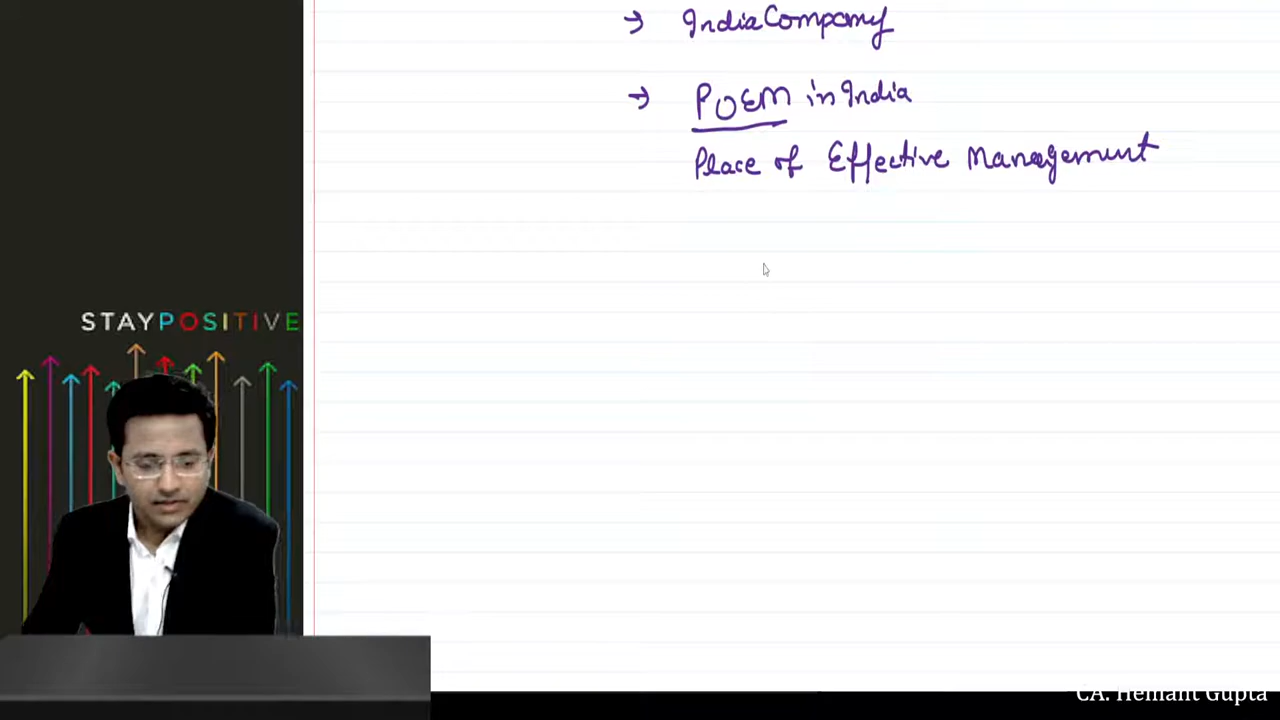 → India Company
→ POEM in India
Place of Effective Management
STAYPOSITIVE
CA. Hemant Gupta